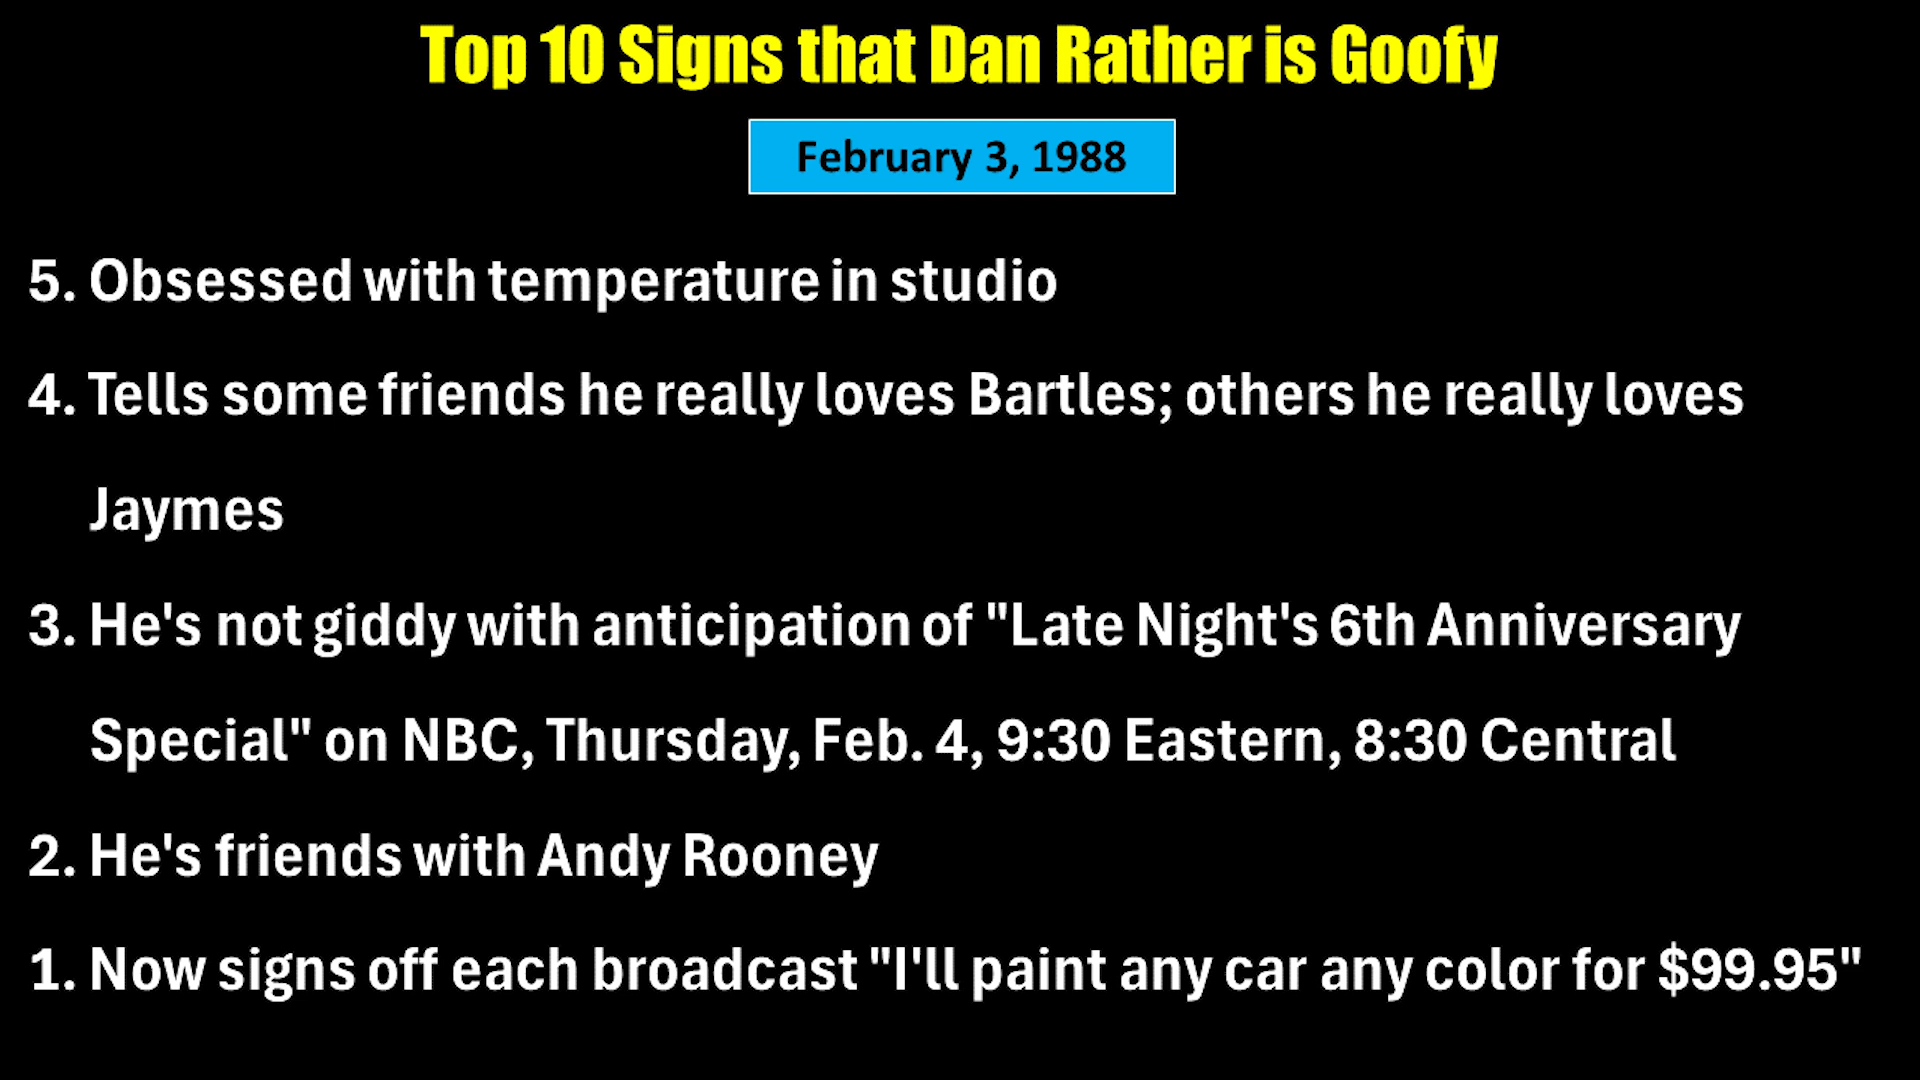 Top 10 Signs that Dan Rather is Goofy
February 3, 1988
5. Obsessed with temperature in studio
4. Tells some friends he really loves Bartles; others he really loves
Jaymes
3. He's not giddy with anticipation of "Late Night's 6th Anniversary
Special" on NBC, Thursday, Feb. 4, 9:30 Eastern, 8:30 Central
2. He's friends with Andy Rooney
1. Now signs off each broadcast "I'll paint any car any color for $99.95"